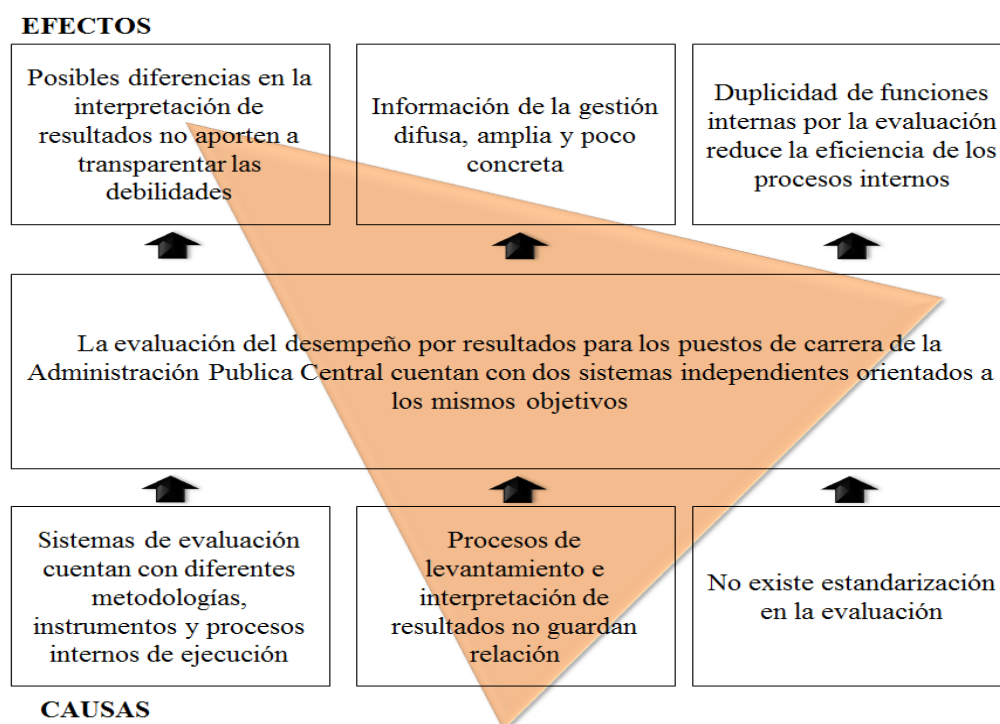 EFECTOS
Posibles diferencias en la
interpretación de
resultados no aporten a
transparentar las
debilidades
Información de la gestión
difusa, amplia y poco
concreta
Duplicidad de funciones
internas por la evaluación
reduce la eficiencia de los
procesos internos
La evaluación del desempeño por resultados para los puestos de carrera de la
Administración Publica Central cuentan con dos sistemas independientes orientados a
los mismos objetivos
Sistemas de evaluación
cuentan con diferentes
metodologías,
instrumentos y procesos
internos de ejecución
Procesos de
levantamiento e
interpretación de
resultados no guardan
relación
No existe estandarización
en la evaluación
CAUSAS